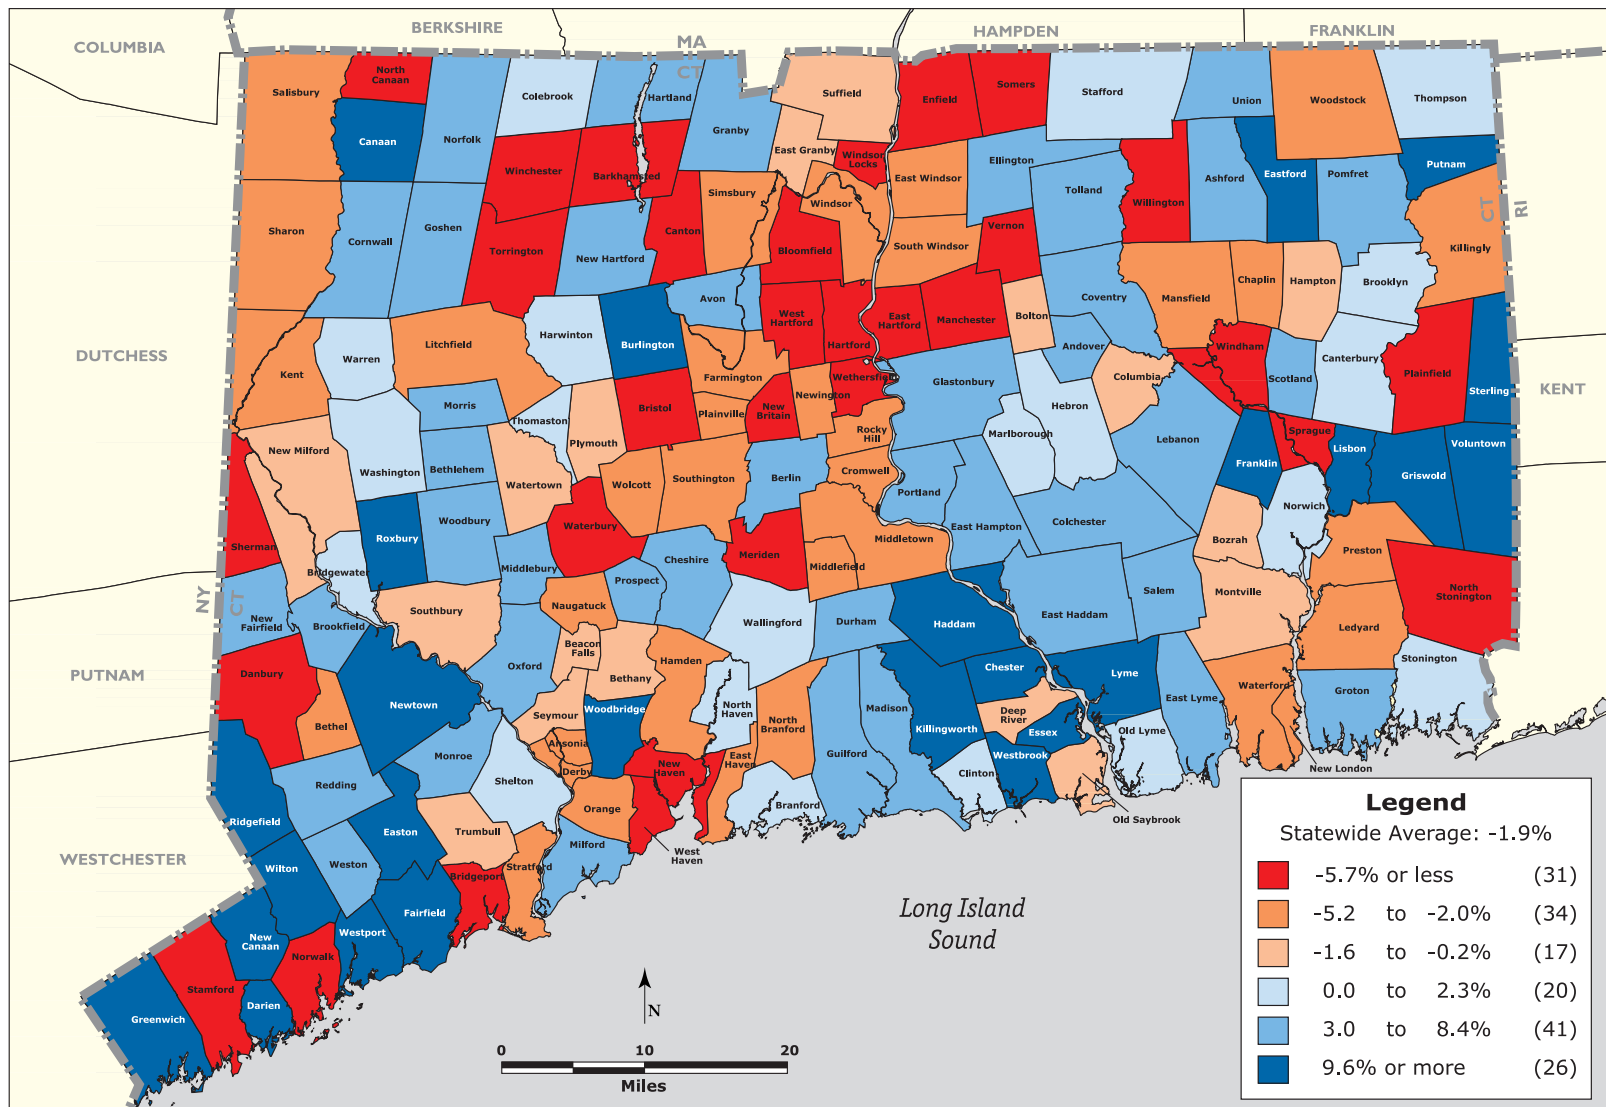 BERKSHIRE
HAMPDEN
FRANKLIN
COLUMBIA
MA
CT
North
Canaan
Salisbury
Colebrook
Hartland
Suffield
Enfield
Somers
Stafford
Union
Woodstock
Thompson
Canaan
Norfolk
Granby
East Granby
Windsor
Locks
Ellington
Putnam
Winchester
Barkhamsted
Simsbury
East Windsor
Tolland
Willington
Ashford
Eastford
Pomfret
Windsor
CT
RI
Sharon
Cornwall
Goshen
Torrington
New Hartford
Canton
Bloomfield
South Windsor
Vernon
Killingly
Avon
Coventry
Mansfield
Chaplin
Hampton
Brooklyn
DUTCHESS
Warren
Litchfield
Harwinton
Burlington
West
Hartford
Hartford
East
Hartford
Manchester
Bolton
Andover
Windham
Scotland
Canterbury
Plainfield
Sterling
KENT
Kent
Morris
Bristol
Farmington
Plainville
New
Britain
Newington
Wethersfield
Glastonbury
Hebron
Columbia
Thomaston
Plymouth
Rocky
Hill
Marlborough
Lebanon
Franklin
Sprague
Lisbon
Griswold
Voluntown
New Milford
Washington
Bethlehem
Watertown
Wolcott
Southington
Berlin
Cromwell
Portland
Norwich
Roxbury
Woodbury
Waterbury
Meriden
Middletown
East Hampton
Colchester
Bozrah
Preston
Sherman
Bridgewater
Middlebury
Prospect
Cheshire
Middlefield
NY
CT
New
Fairfield
Brookfield
Southbury
Naugatuck
Wallingford
Durham
Haddam
East Haddam
Salem
Montville
Ledyard
North
Stonington
PUTNAM
Danbury
Bethel
Newtown
Oxford
Beacon
Falls
Bethany
Hamden
Chester
Lyme
Stonington
Seymour
Woodbridge
North
Haven
North
Branford
Madison
Killingworth
Deep
River
Essex
East Lyme
Waterford
Groton
Ansonia
Derby
Monroe
Shelton
New
Haven
East
Haven
Guilford
Westbrook
Old Lyme
New London
Redding
Orange
Branford
Clinton
Old Saybrook
WESTCHESTER
Ridgefield
Easton
Trumbull
Milford
West
Haven
Wilton
Weston
Bridgeport
Stratford
Fairfield
New
Canaan
Westport
Norwalk
Stamford
Darien
Greenwich
Long Island
Sound
N
0 10 20
Miles
Legend
Statewide Average: -1.9%
-5.7% or less (31)
-5.2 to -2.0% (34)
-1.6 to -0.2% (17)
0.0 to 2.3% (20)
3.0 to 8.4% (41)
9.6% or more (26)